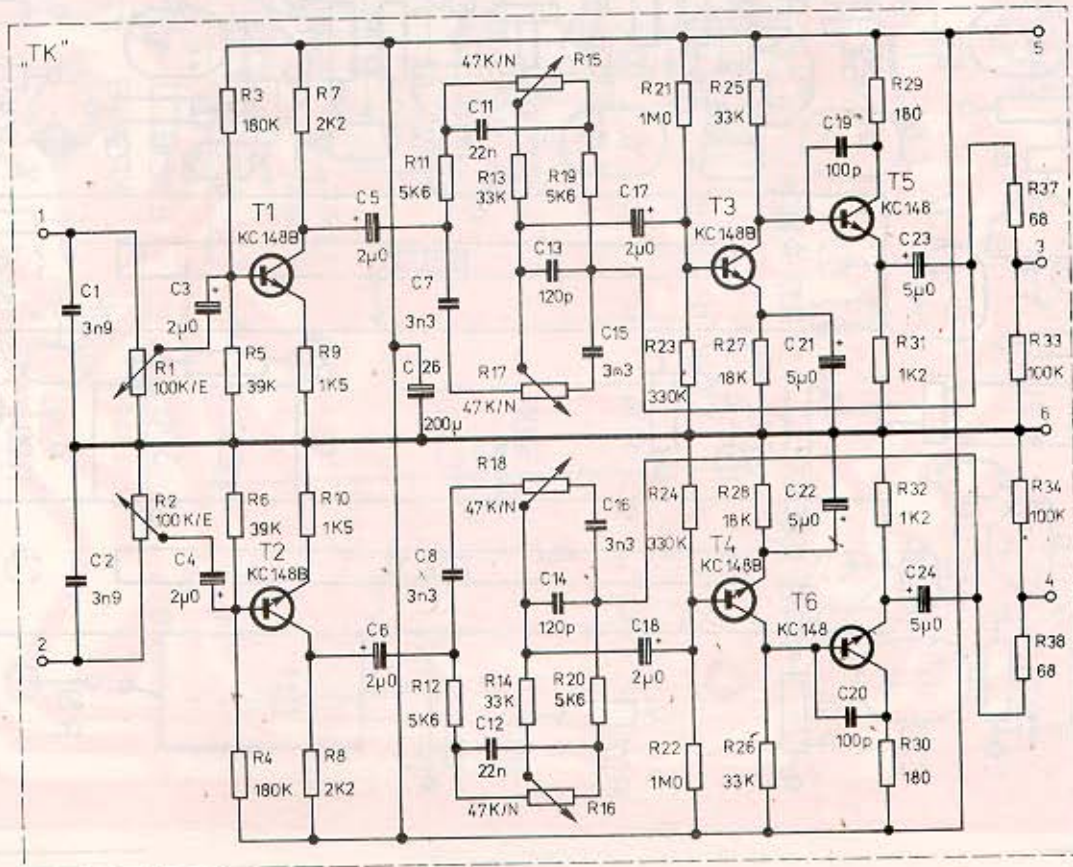 „TK"
5
47K/N
R15
R3
180K
R7
2K2
C11
22n
R21
1M0
R25
33K
R29
180
C19
100p
R11
5K6
R13
33K
R19
5K6
C5
2µ0
C17
2µ0
T1
KC148B
T3
KC148B
T5
KC148
R37
68
1
3
C23
5µ0
C13
120p
C3
2µ0
C1
3n9
C7
3n3
C15
3n3
R1
100K/E
R5
39K
R9
1K5
C26
200µ
R17
47K/N
R23
330K
R27
18K
C21
5µ0
R31
1K2
R33
100K
6
R18
47K/N
R2
100K/E
R6
39K
R10
1K5
C16
3n3
R24
330K
R28
18K
C22
5µ0
R32
1K2
R34
100K
C2
3n9
C4
2µ0
T2
KC148B
C8
3n3
C14
120p
T4
KC148B
T6
KC148
C24
5µ0
4
2
C6
2µ0
C18
2µ0
R38
68
R12
5K6
R14
33K
R20
5K6
C12
22n
C20
100p
R4
180K
R8
2K2
R22
1M0
R26
33K
R30
180
47K/N
R16